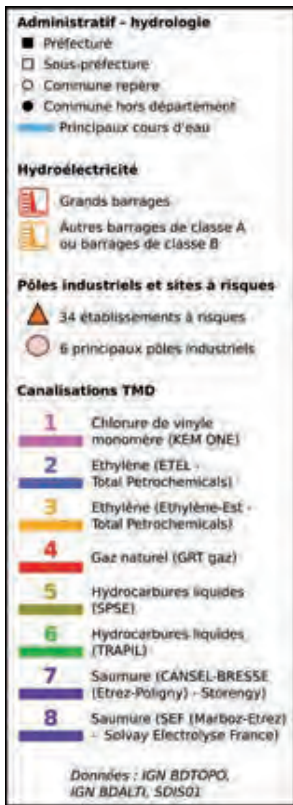 Administratif - hydrologie
Préfecture
Sous-préfecture
Commune repère
Commune hors département
Principaux cours d'eau
Hydroélectricité
Grands barrages
Autres barrages de classe A
ou barrages de classe B
Pôles industriels et sites à risques
34 établissements à risques
6 principaux pôles industriels
Canalisations TMD
1
Chlorure de vinyle
monomère (KEM ONE)
2
Ethylène (ETEL -
Total Petrochemicals)
3
Ethylène (Ethylène-Est -
Total Petrochemicals)
4
Gaz naturel (GRT gaz)
5
Hydrocarbures liquides
(SPSE)
6
Hydrocarbures liquides
(TRAPIL)
7
Saumure (CANSEL-BRESSE
(Etrez-Poligny) - Storengy)
8
Saumure (SEF (Marboz-Etrez)
- Solvay Electrolyse France)
Données : IGN BDTOPO,
IGN BDALTI, SDIS01